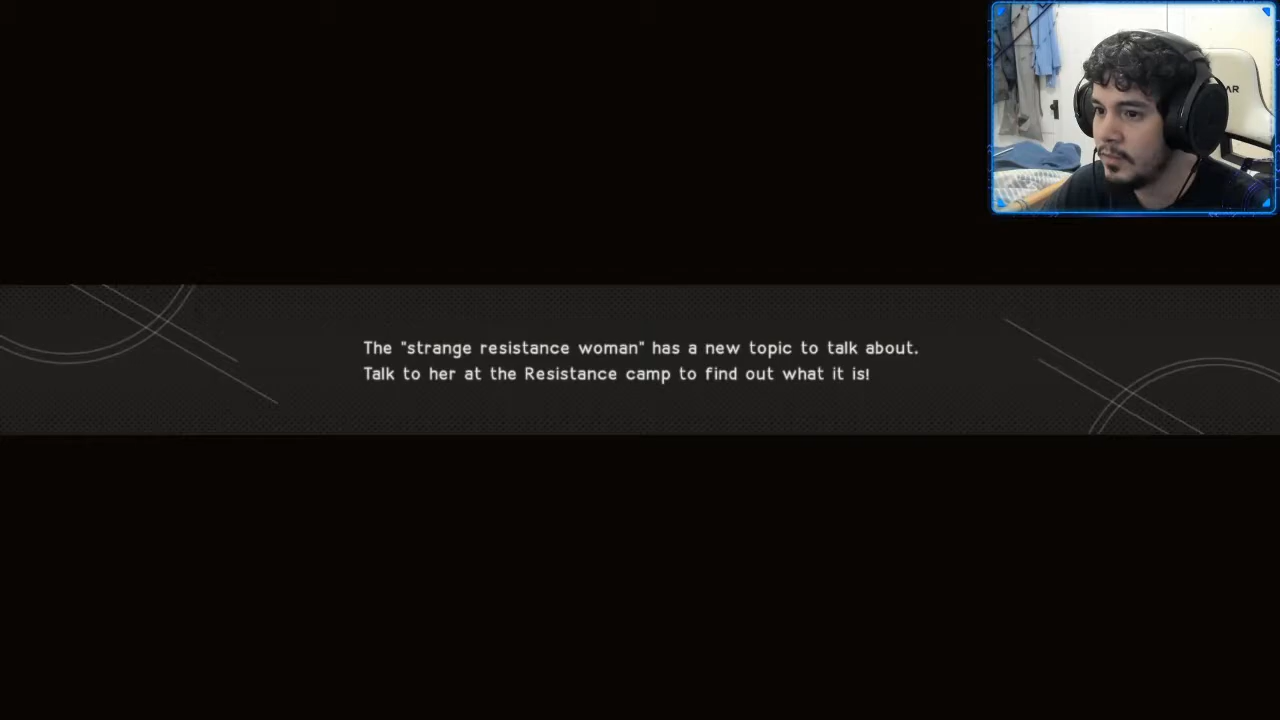 The "strange resistance woman" has a new topic to talk about.
Talk to her at the Resistance camp to find out what it is!
AR